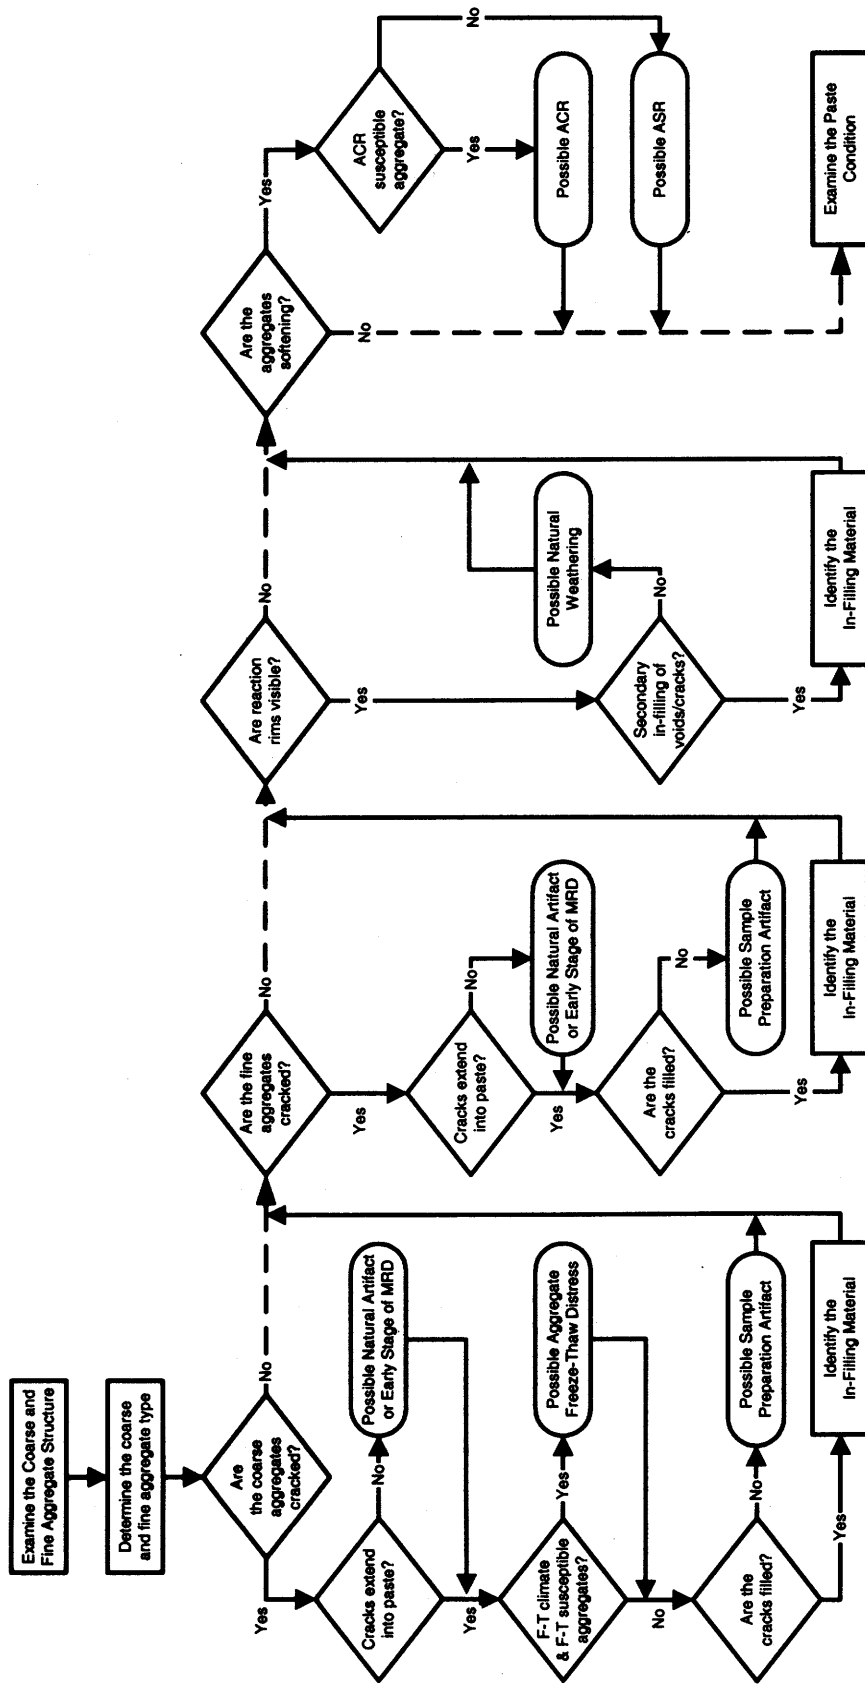 Examine the Coarse and
Fine Aggregate Structure
Determine the coarse
and fine aggregate type
Are
the coarse
aggregates
cracked?
No
Yes
Cracks extend
into paste?
No
Possible Natural Artifact
or Early Stage of MRD
Yes
F-T climate
& F-T susceptible
aggregates?
Yes
Possible Aggregate
Freeze-Thaw Distress
No
Are the
cracks filled?
No
Possible Sample
Preparation Artifact
Yes
Identify the
In-Filling Material
Are the fine
aggregates
cracked?
No
Yes
Cracks extend
into paste?
No
Possible Natural Artifact
or Early Stage of MRD
Yes
Are the
cracks filled?
No
Possible Sample
Preparation Artifact
Yes
Identify the
In-Filling Material
Are reaction
rims visible?
No
Yes
Secondary
in-filling of
voids/cracks?
No
Possible Natural
Weathering
Yes
Identify the
In-Filling Material
Are the
aggregates
softening?
Yes
No
ACR
susceptible
aggregate?
No
Yes
Possible ACR
Possible ASR
Examine the Paste
Condition